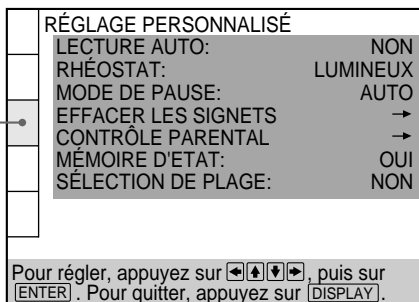 RÉGLAGE PERSONNALISÉ
LECTURE AUTO: NON
RHÉOSTAT: LUMINEUX
MODE DE PAUSE: AUTO
EFFACER LES SIGNETS →
CONTRÔLE PARENTAL →
MÉMOIRE D'ETAT: OUI
SÉLECTION DE PLAGE: NON
Pour régler, appuyez sur ←↑↓→, puis sur
ENTER. Pour quitter, appuyez sur DISPLAY.